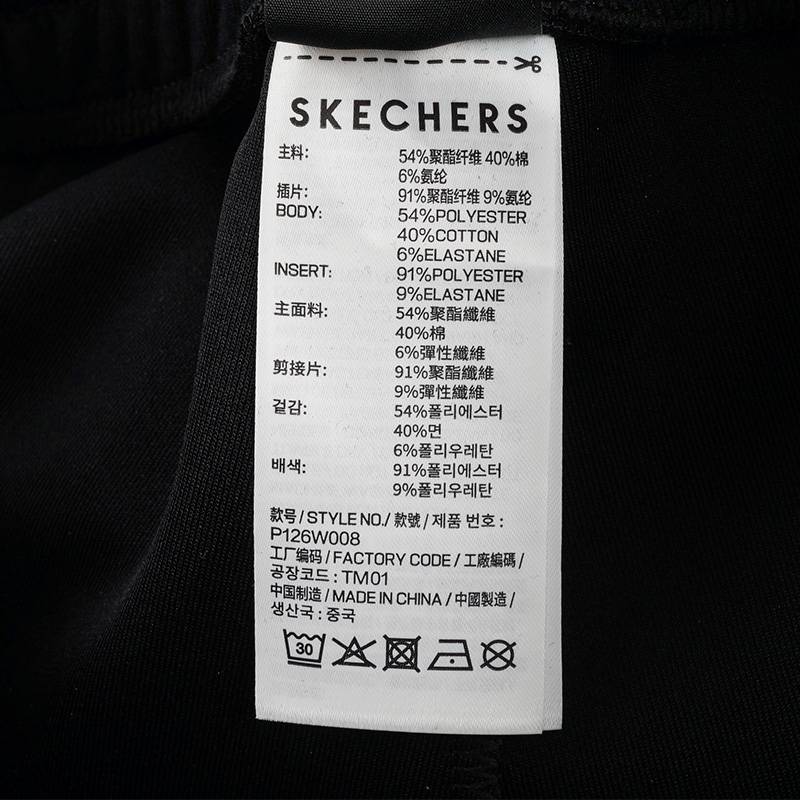 SKECHERS
主料: 54%聚酯纤维 40%棉
6%氨纶
插片: 91%聚酯纤维 9%氨纶
BODY: 54%POLYESTER
40%COTTON
6%ELASTANE
INSERT: 91%POLYESTER
9%ELASTANE
主面料: 54%聚酯纖維
40%棉
6%彈性纖維
剪接片: 91%聚酯纖維
9%彈性纖維
겉감: 54%폴리에스터
40%면
6%폴리우레탄
배색: 91%폴리에스터
9%폴리우레탄
款号 / STYLE NO./ 款號 / 제품 번호 :
P126W008
工厂编码 / FACTORY CODE / 工廠編碼 /
공장코드 : TM01
中国制造 / MADE IN CHINA / 中國製造 /
생산국 : 중국
30